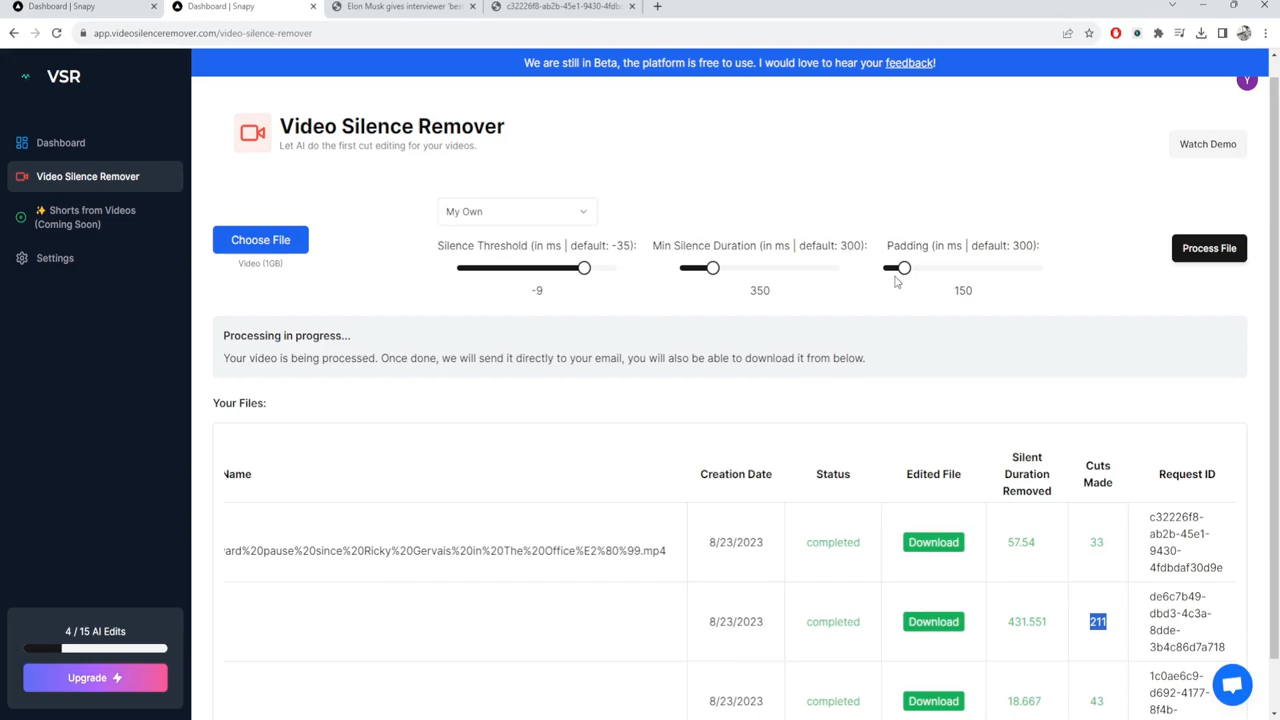 Dashboard | Snapy
Dashboard | Snapy
Elon Musk gives interviewer 'bes
c32226f8-ab2b-45e1-9430-4fdb
app.videosilenceremover.com/video-silence-remover
VSR
We are still in Beta, the platform is free to use. I would love to hear your feedback!
Y
Dashboard
Video Silence Remover
✨ Shorts from Videos
(Coming Soon)
Settings
Video Silence Remover
Let AI do the first cut editing for your videos.
Watch Demo
My Own
Choose File
Video (1GB)
Silence Threshold (in ms | default: -35):
-9
Min Silence Duration (in ms | default: 300):
350
Padding (in ms | default: 300):
150
Process File
Processing in progress...
Your video is being processed. Once done, we will send it directly to your email, you will also be able to download it from below.
Your Files:
Name
Creation Date
Status
Edited File
Silent
Duration
Removed
Cuts
Made
Request ID
vard%20pause%20since%20Ricky%20Gervais%20in%20The%20Office%E2%80%99.mp4
8/23/2023
completed
Download
57.54
33
c32226f8-
ab2b-45e1-
9430-
4fdbdaf30d9e
8/23/2023
completed
Download
431.551
211
de6c7b49-
dbd3-4c3a-
8dde-
3b4c86d7a718
8/23/2023
completed
Download
18.667
43
1c0ae6c9-
d692-4177-
8f4b-
4 / 15 AI Edits
Upgrade